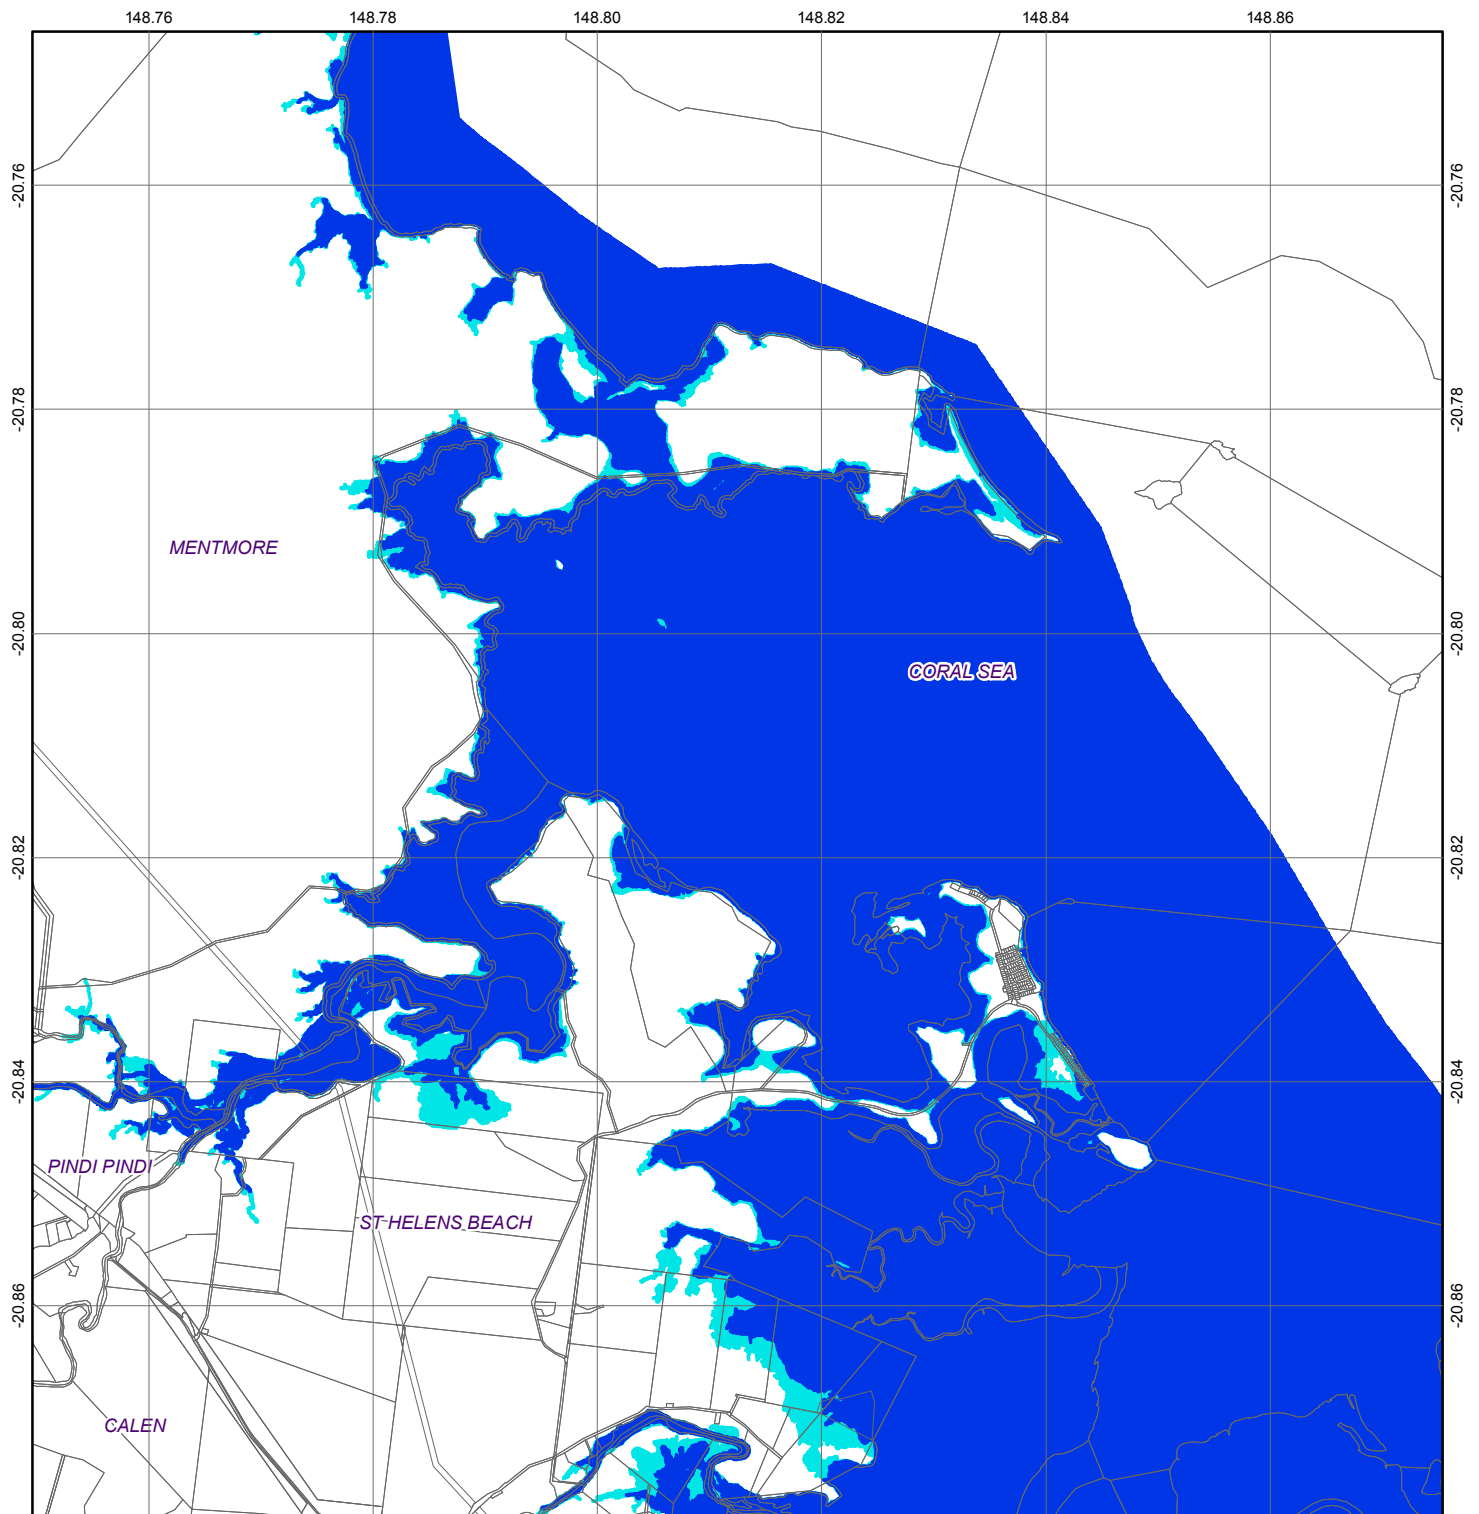 148.76 148.78 148.80 148.82 148.84 148.86
-20.76 -20.76
-20.78 -20.78
MENTMORE
-20.80 -20.80
CORAL SEA
-20.82 -20.82
-20.84 -20.84
PINDI PINDI
ST HELENS BEACH
-20.86 -20.86
CALEN